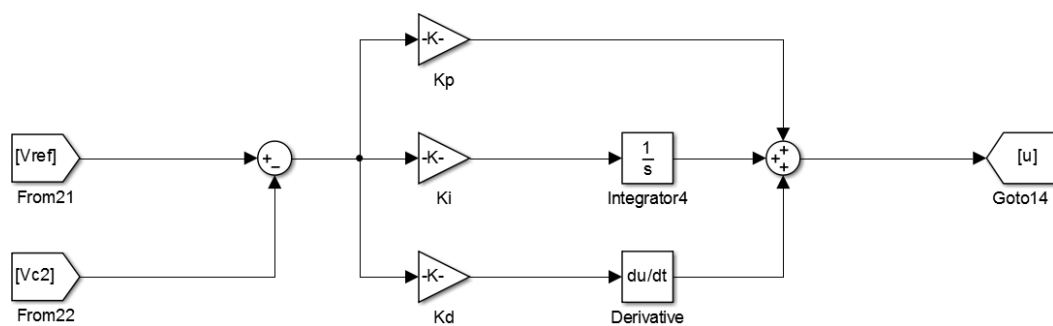 -K-
Kp
[Vref]
From21
+
−
-K-
Ki
1
s
Integrator4
+
+
+
[u]
Goto14
[Vc2]
From22
-K-
Kd
du/dt
Derivative